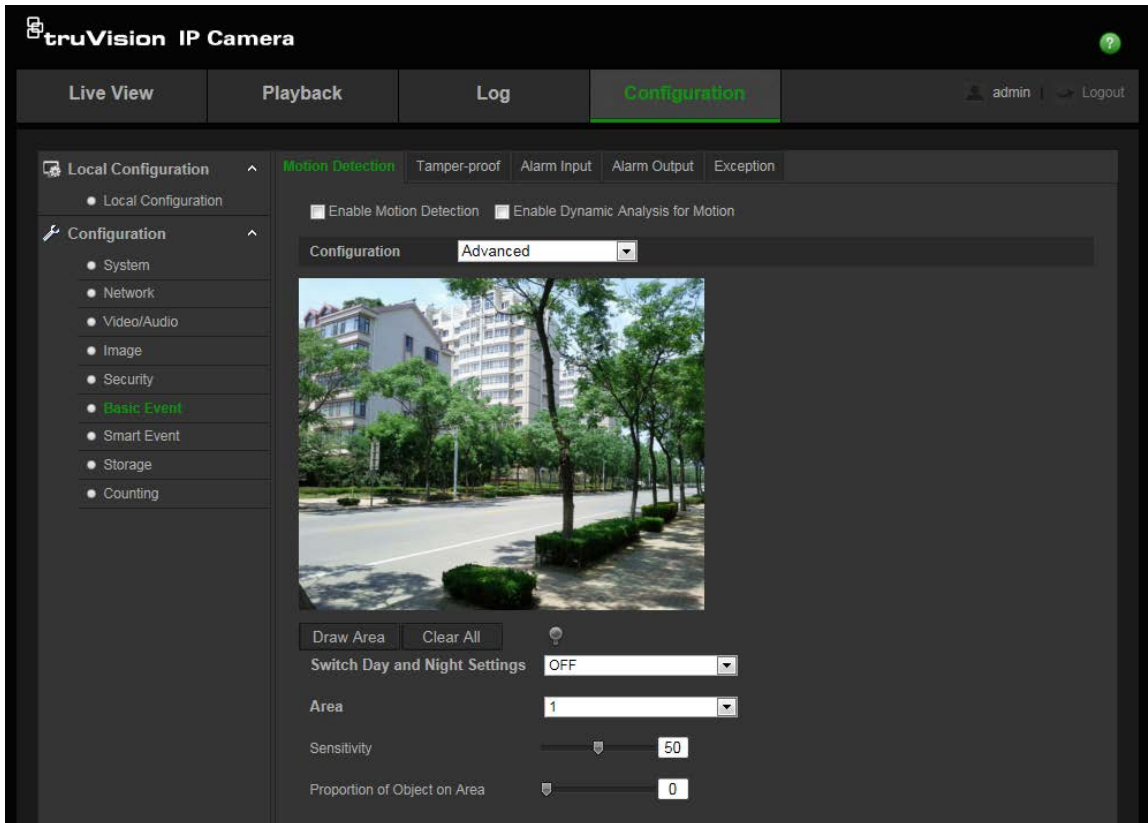 truVision IP Camera
?
Live View Playback Log Configuration admin | Logout
Local Configuration
Local Configuration
Configuration
System
Network
Video/Audio
Image
Security
Basic Event
Smart Event
Storage
Counting
Motion Detection Tamper-proof Alarm Input Alarm Output Exception
Enable Motion Detection Enable Dynamic Analysis for Motion
Configuration Advanced
Draw Area Clear All
Switch Day and Night Settings OFF
Area 1
Sensitivity 50
Proportion of Object on Area 0